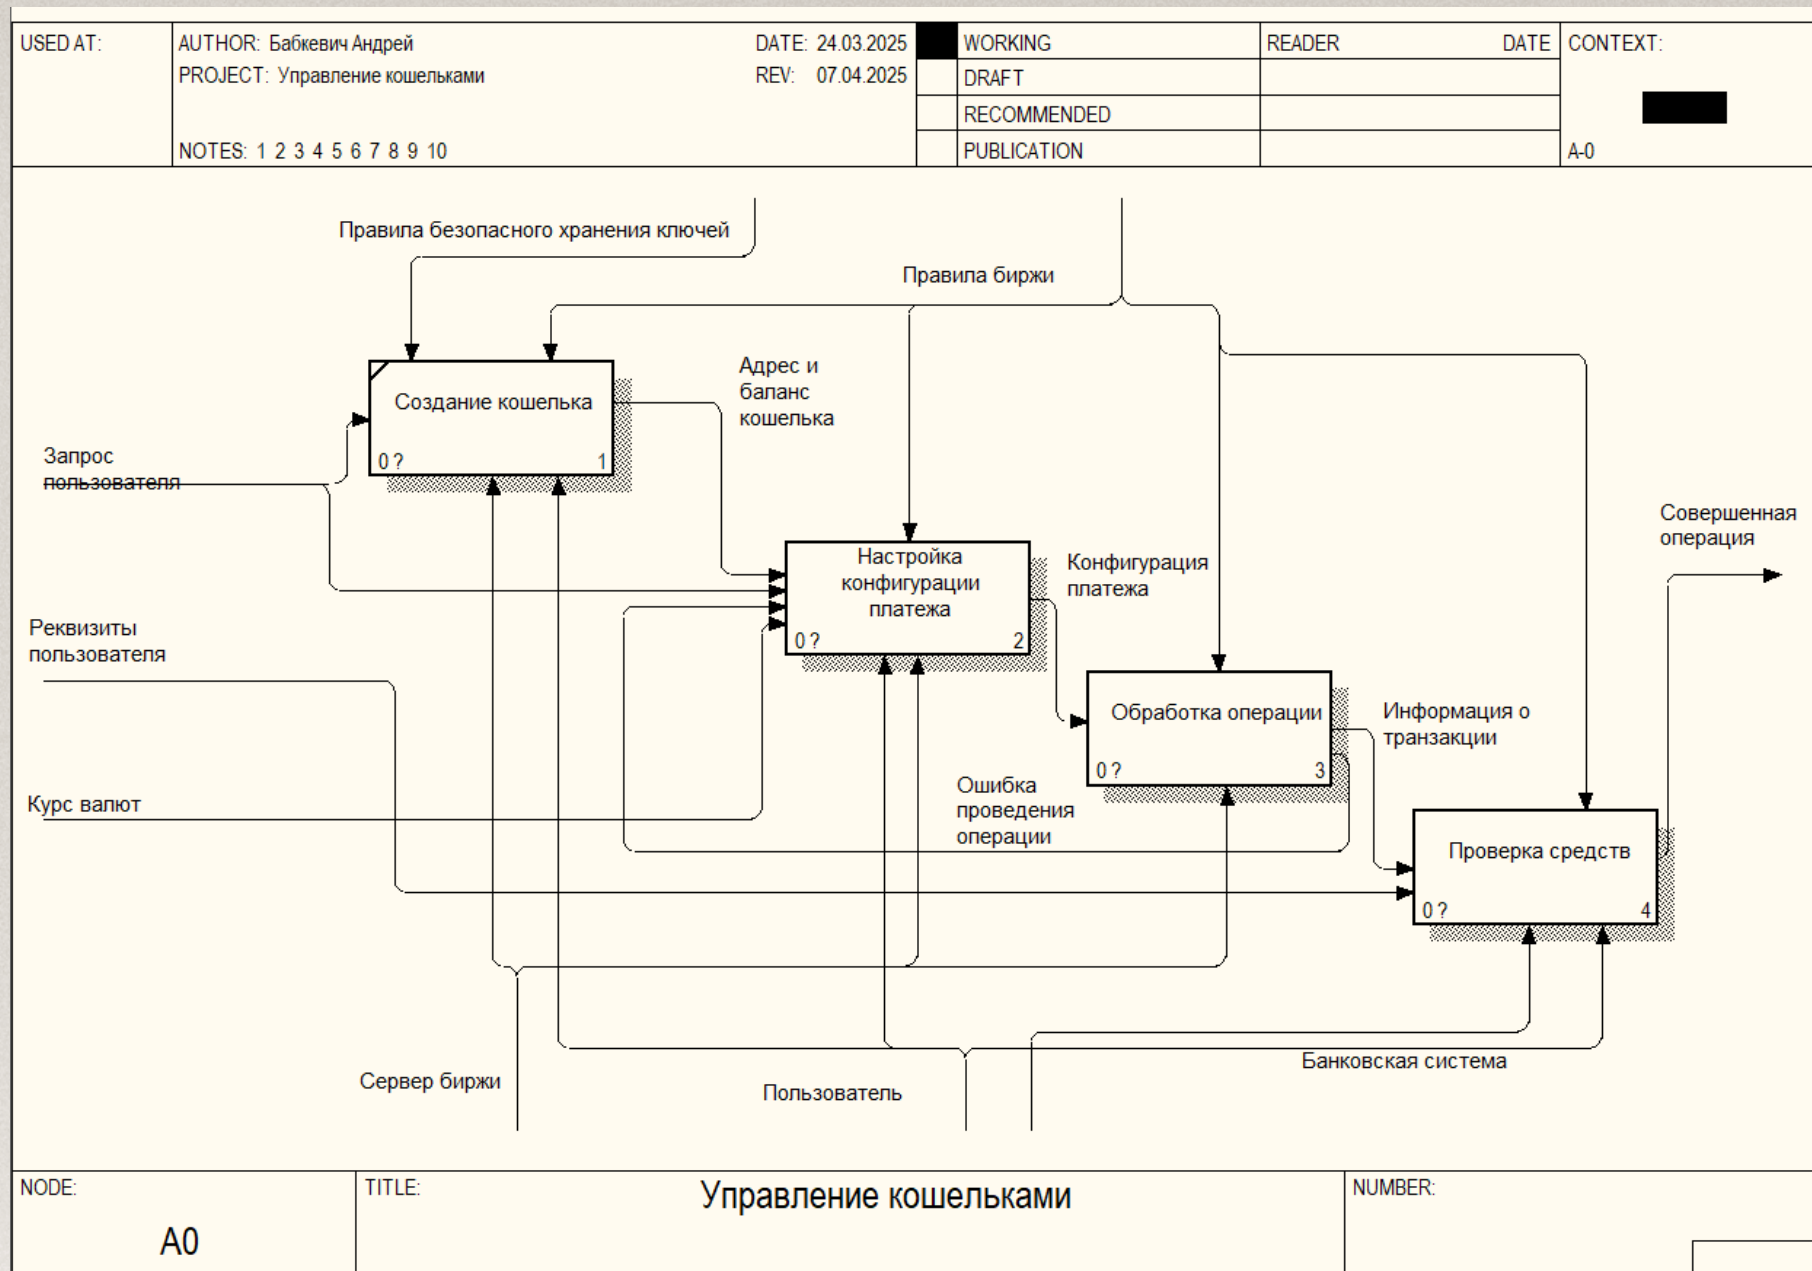 USED AT:
AUTHOR: Бабкевич Андрей
DATE: 24.03.2025
PROJECT: Управление кошельками
REV: 07.04.2025
NOTES: 1 2 3 4 5 6 7 8 9 10
WORKING
DRAFT
RECOMMENDED
PUBLICATION
READER
DATE
CONTEXT:
A-0
Правила безопасного хранения ключей
Правила биржи
Адрес и
баланс
кошелька
Создание кошелька
0 ?
1
Запрос
пользователя
Совершенная
операция
Настройка
конфигурации
платежа
0 ?
2
Конфигурация
платежа
Реквизиты
пользователя
Обработка операции
0 ?
3
Информация о
транзакции
Курс валют
Ошибка
проведения
операции
Проверка средств
0 ?
4
Сервер биржи
Пользователь
Банковская система
NODE:
A0
TITLE:
Управление кошельками
NUMBER: